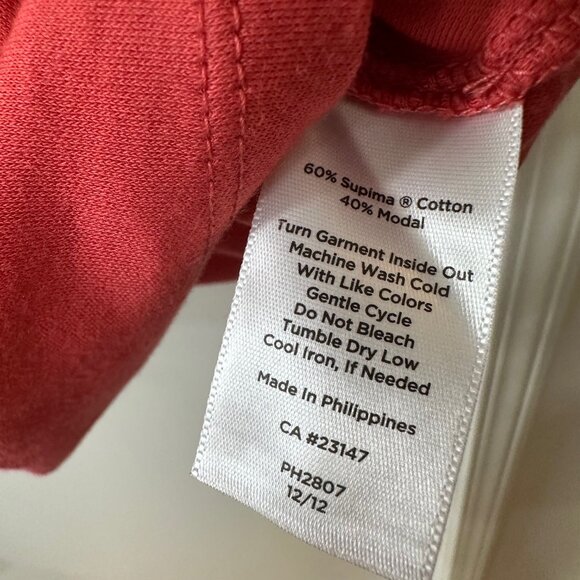 60% Supima ® Cotton
40% Modal
Turn Garment Inside Out
Machine Wash Cold
With Like Colors
Gentle Cycle
Do Not Bleach
Tumble Dry Low
Cool Iron, If Needed
Made In Philippines
CA #23147
PH2807
12/12